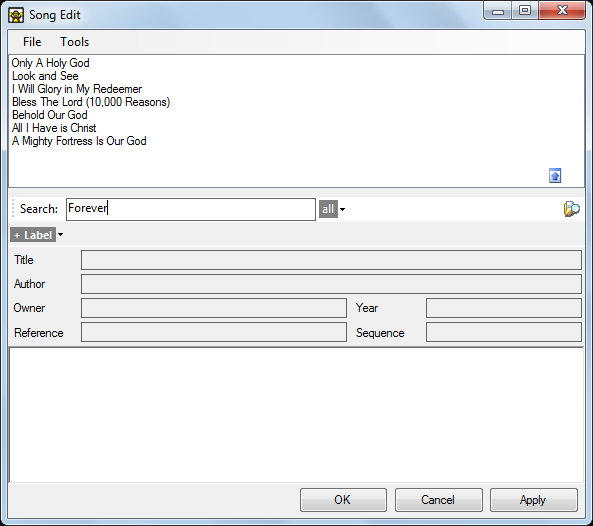 Song Edit
File Tools
Only A Holy God
Look and See
I Will Glory in My Redeemer
Bless The Lord (10,000 Reasons)
Behold Our God
All I Have is Christ
A Mighty Fortress Is Our God
Search: Forever all
+ Label
Title
Author
Owner Year
Reference Sequence
OK Cancel Apply